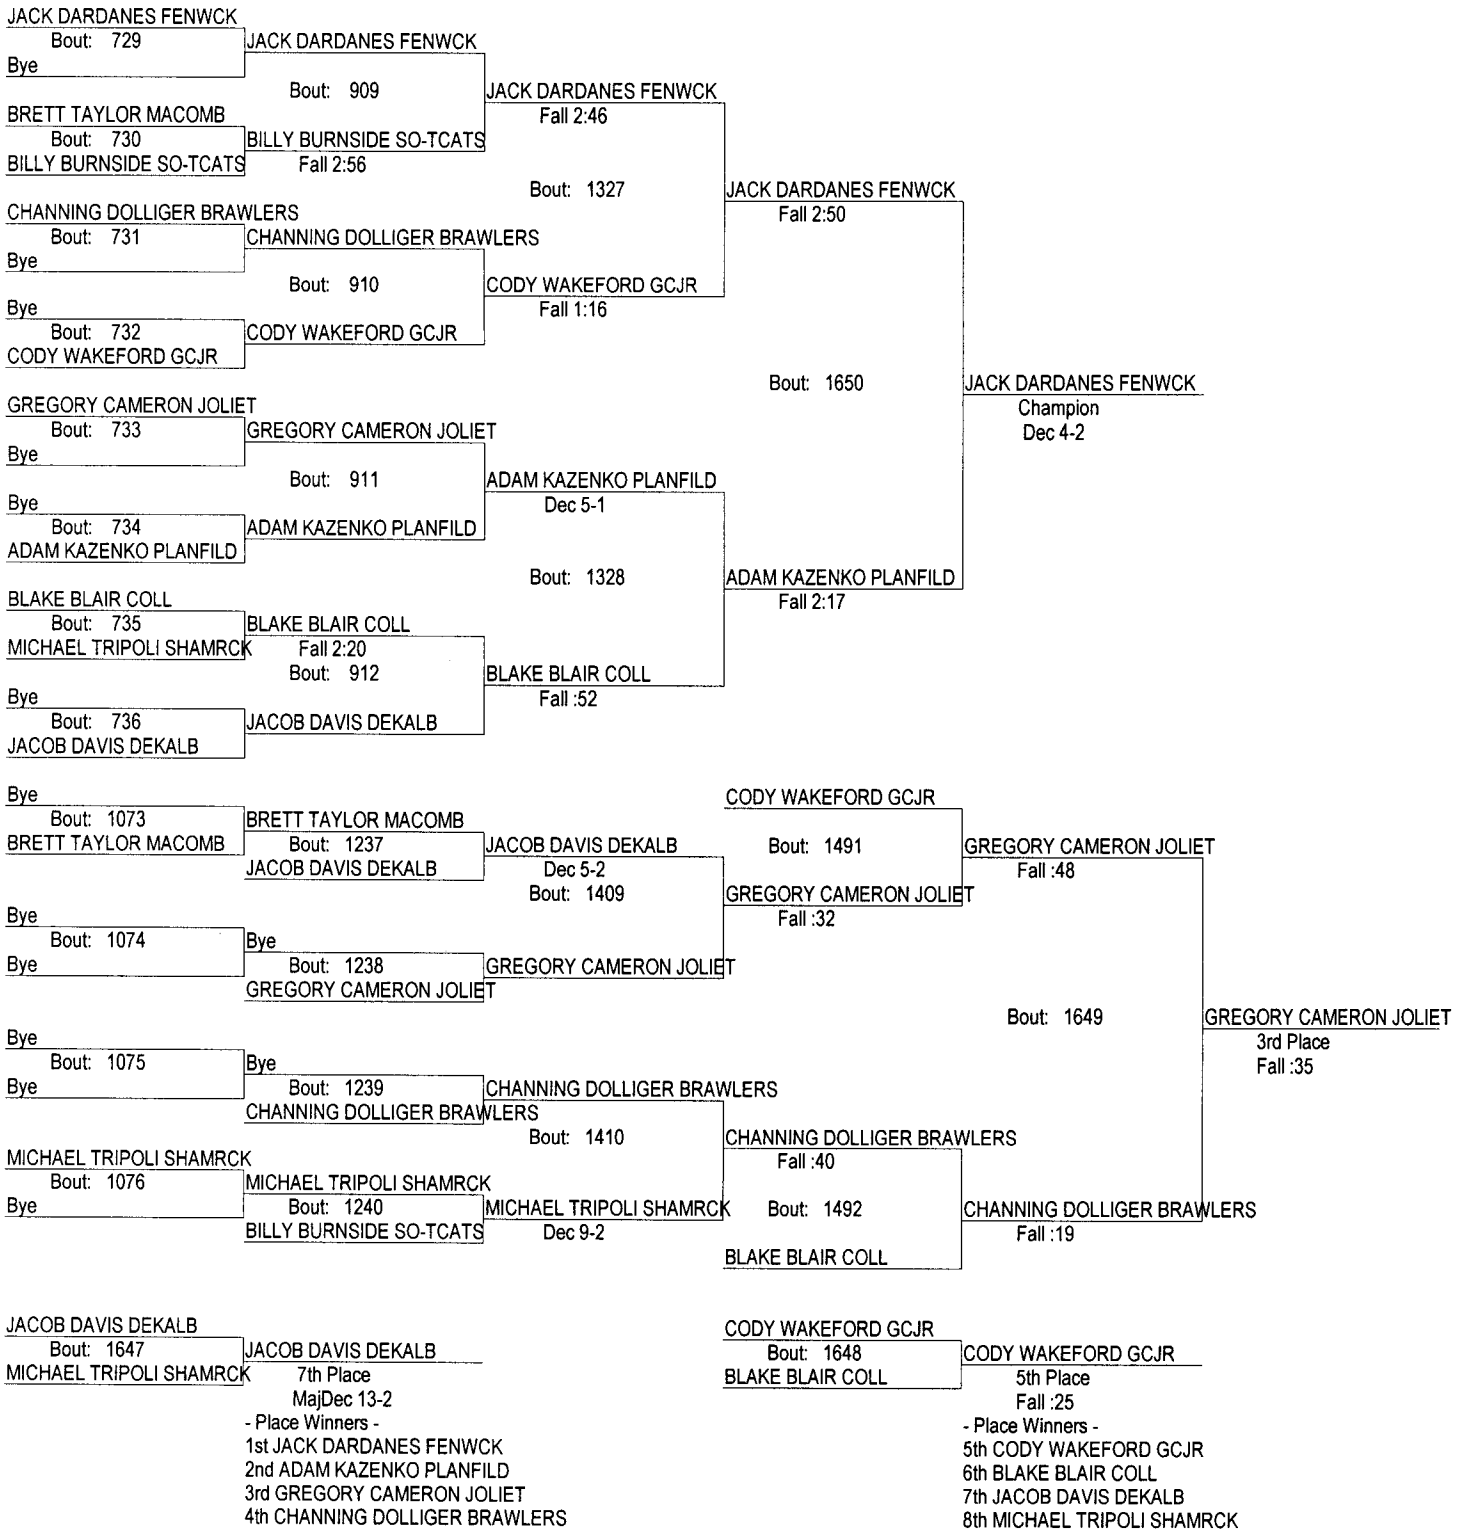 JACK DARDANES FENWCK
Bout: 729
Bye
JACK DARDANES FENWCK
Bout: 909
BRETT TAYLOR MACOMB
Bout: 730
BILLY BURNSIDE SO-TCATS
BILLY BURNSIDE SO-TCATS
Fall 2:56
JACK DARDANES FENWCK
Fall 2:46
Bout: 1327
CHANNING DOLLIGER BRAWLERS
Bout: 731
Bye
CHANNING DOLLIGER BRAWLERS
Bout: 910
Bye
Bout: 732
CODY WAKEFORD GCJR
CODY WAKEFORD GCJR
CODY WAKEFORD GCJR
Fall 1:16
JACK DARDANES FENWCK
Fall 2:50
Bout: 1650
JACK DARDANES FENWCK
Champion
Dec 4-2
GREGORY CAMERON JOLIET
Bout: 733
Bye
GREGORY CAMERON JOLIET
Bout: 911
Bye
Bout: 734
ADAM KAZENKO PLANFILD
ADAM KAZENKO PLANFILD
ADAM KAZENKO PLANFILD
Dec 5-1
Bout: 1328
BLAKE BLAIR COLL
Bout: 735
MICHAEL TRIPOLI SHAMRCK
BLAKE BLAIR COLL
Fall 2:20
Bout: 912
Bye
Bout: 736
JACOB DAVIS DEKALB
JACOB DAVIS DEKALB
BLAKE BLAIR COLL
Fall :52
ADAM KAZENKO PLANFILD
Fall 2:17
Bye
Bout: 1073
BRETT TAYLOR MACOMB
BRETT TAYLOR MACOMB
Bout: 1237
JACOB DAVIS DEKALB
JACOB DAVIS DEKALB
Dec 5-2
Bout: 1409
Bye
Bout: 1074
Bye
Bye
Bout: 1238
GREGORY CAMERON JOLIET
GREGORY CAMERON JOLIET
CODY WAKEFORD GCJR
Bout: 1491
GREGORY CAMERON JOLIET
Fall :32
GREGORY CAMERON JOLIET
Fall :48
Bout: 1649
GREGORY CAMERON JOLIET
3rd Place
Fall :35
Bye
Bout: 1075
Bye
Bye
Bout: 1239
CHANNING DOLLIGER BRAWLERS
CHANNING DOLLIGER BRAWLERS
Bout: 1410
MICHAEL TRIPOLI SHAMRCK
Bout: 1076
Bye
MICHAEL TRIPOLI SHAMRCK
Bout: 1240
BILLY BURNSIDE SO-TCATS
MICHAEL TRIPOLI SHAMRCK
Dec 9-2
CHANNING DOLLIGER BRAWLERS
Fall :40
Bout: 1492
BLAKE BLAIR COLL
CHANNING DOLLIGER BRAWLERS
Fall :19
JACOB DAVIS DEKALB
Bout: 1647
MICHAEL TRIPOLI SHAMRCK
JACOB DAVIS DEKALB
7th Place
MajDec 13-2
- Place Winners -
1st JACK DARDANES FENWCK
2nd ADAM KAZENKO PLANFILD
3rd GREGORY CAMERON JOLIET
4th CHANNING DOLLIGER BRAWLERS
CODY WAKEFORD GCJR
Bout: 1648
BLAKE BLAIR COLL
CODY WAKEFORD GCJR
5th Place
Fall :25
- Place Winners -
5th CODY WAKEFORD GCJR
6th BLAKE BLAIR COLL
7th JACOB DAVIS DEKALB
8th MICHAEL TRIPOLI SHAMRCK